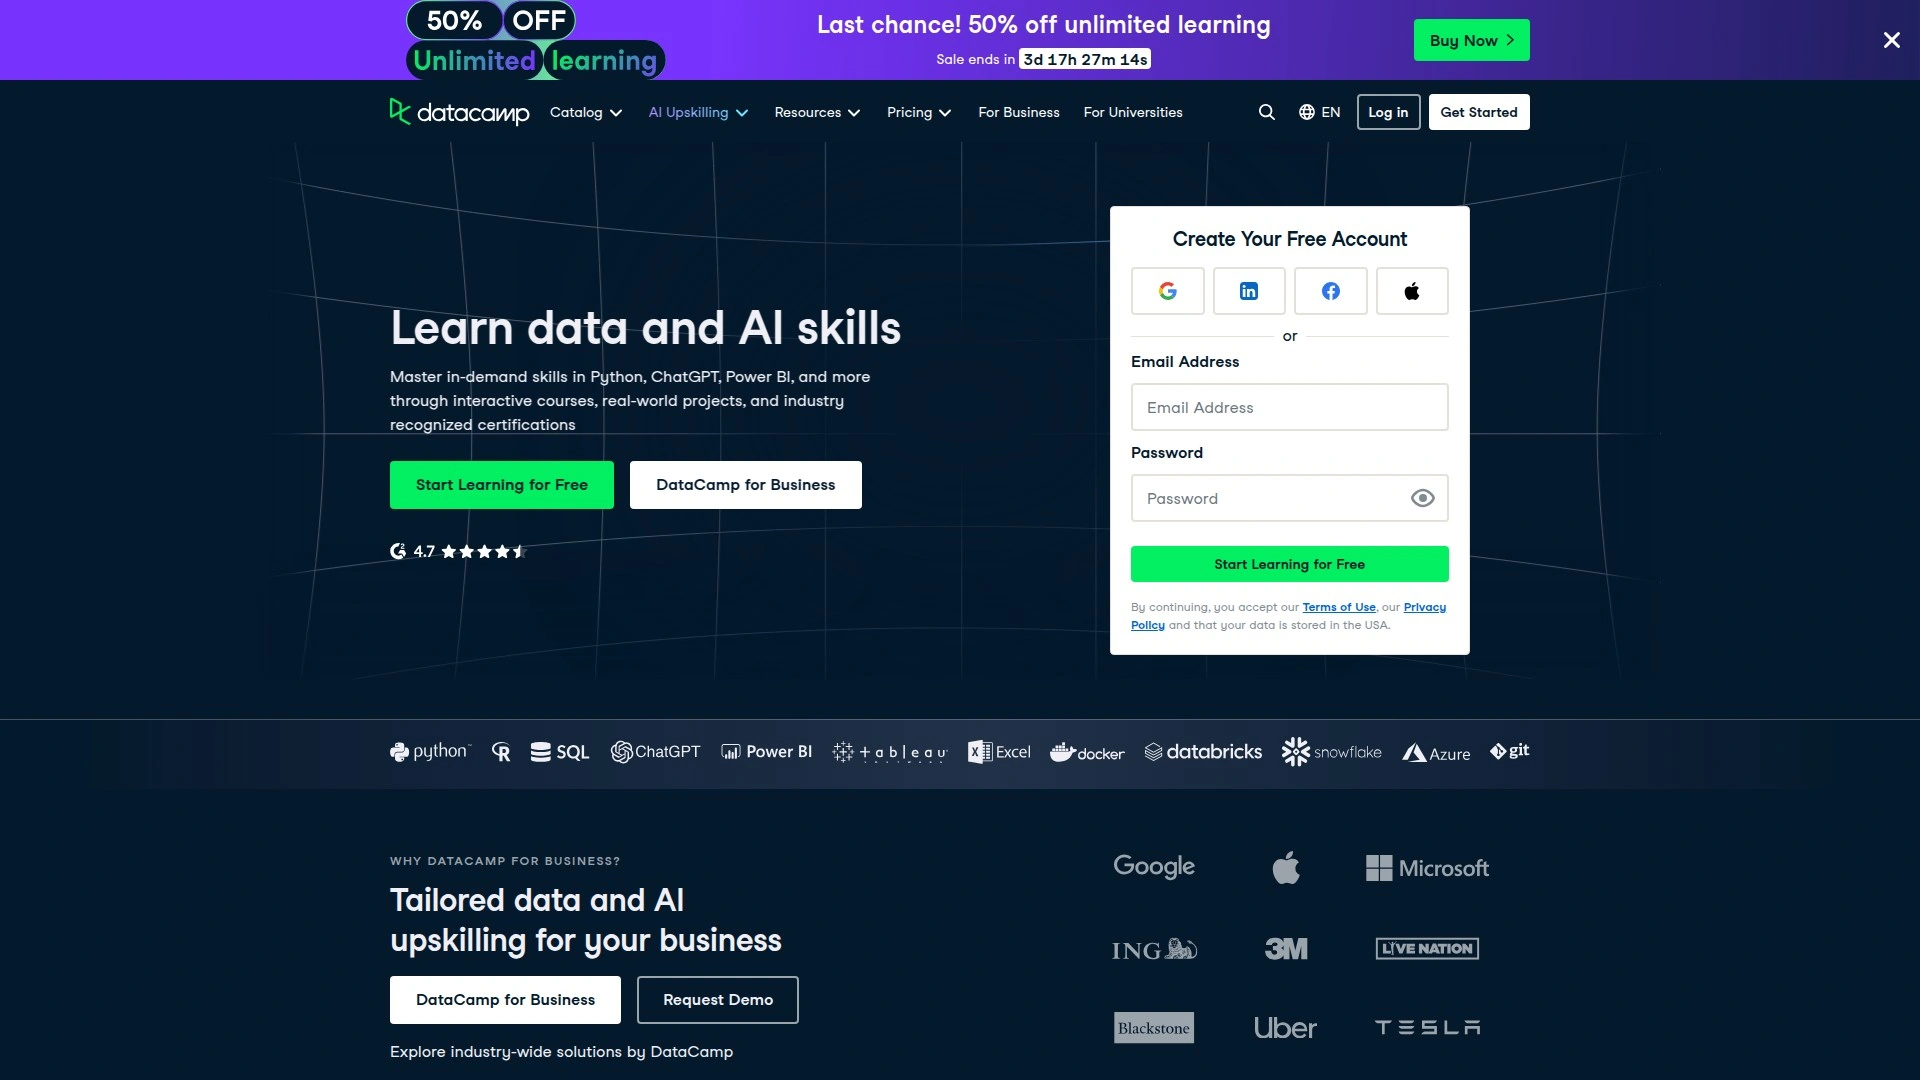 50% OFF
Unlimited learning
Last chance! 50% off unlimited learning
Sale ends in 3d 17h 27m 14s
Buy Now
datacamp
Catalog
AI Upskilling
Resources
Pricing
For Business
For Universities
EN
Log in
Get Started
Learn data and AI skills
Master in-demand skills in Python, ChatGPT, Power BI, and more
through interactive courses, real-world projects, and industry
recognized certifications
Start Learning for Free
DataCamp for Business
4.7
Create Your Free Account
or
Email Address
Email Address
Password
Password
Start Learning for Free
By continuing, you accept our Terms of Use, our Privacy
Policy and that your data is stored in the USA.
python R SQL ChatGPT Power BI +ableau Excel docker databricks snowflake Azure git
WHY DATACAMP FOR BUSINESS?
Tailored data and AI
upskilling for your business
DataCamp for Business
Request Demo
Explore industry-wide solutions by DataCamp
Google
Microsoft
ING
3M
LIVE NATION
Blackstone
Uber
TESLA